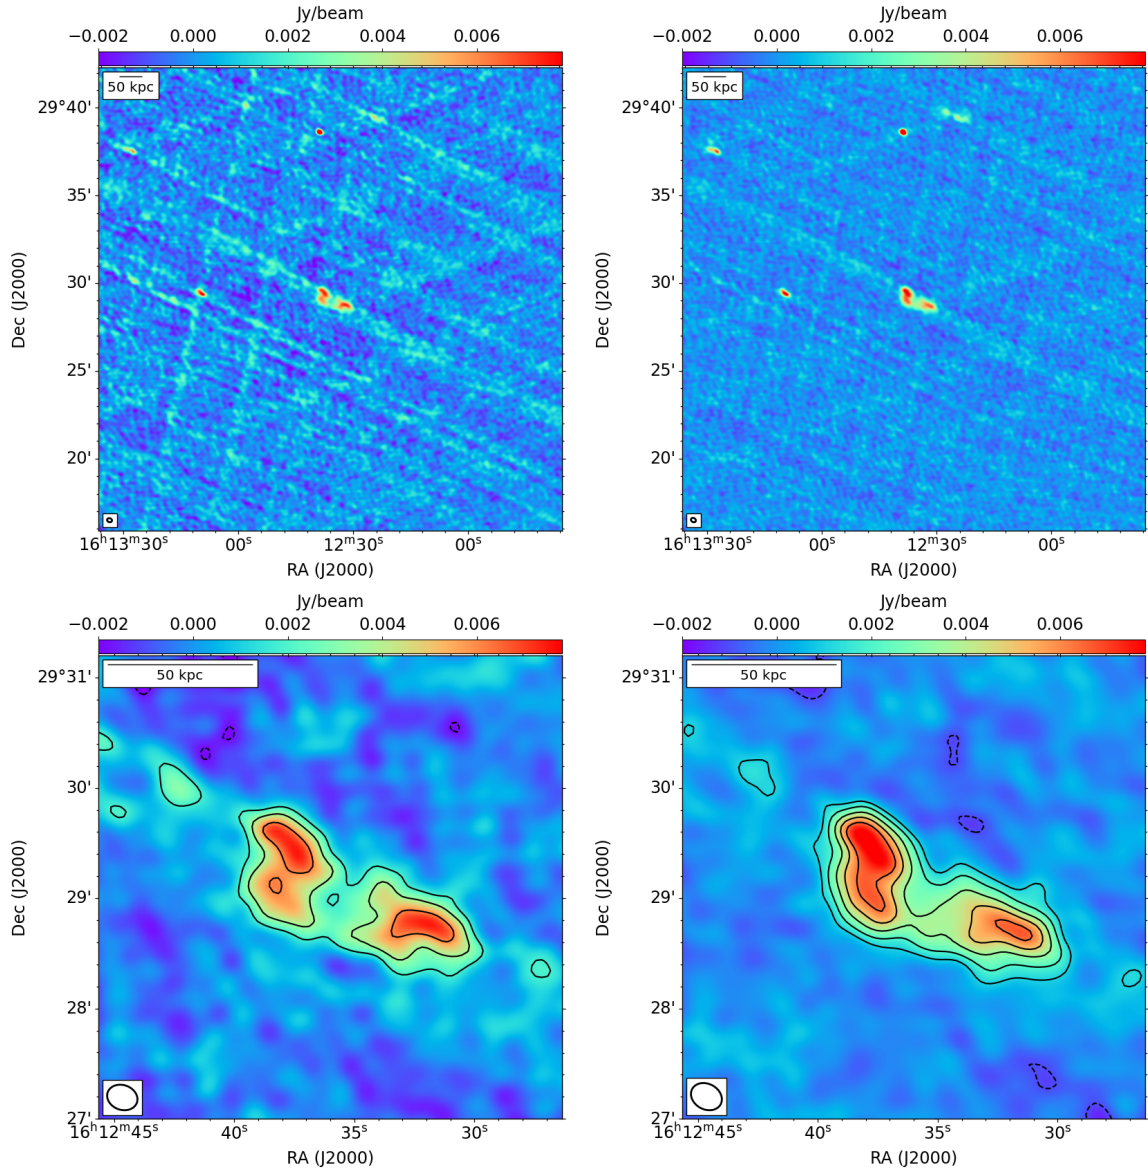 Jy/beam
Jy/beam
−0.002 0.000 0.002 0.004 0.006
−0.002 0.000 0.002 0.004 0.006
50 kpc
50 kpc
29°40'
35'
30'
25'
20'
Dec (J2000)
29°40'
35'
30'
25'
20'
Dec (J2000)
16ʰ13ᵐ30ˢ 00ˢ 12ᵐ30ˢ 00ˢ
16ʰ13ᵐ30ˢ 00ˢ 12ᵐ30ˢ 00ˢ
RA (J2000)
RA (J2000)
Jy/beam
Jy/beam
−0.002 0.000 0.002 0.004 0.006
−0.002 0.000 0.002 0.004 0.006
50 kpc
50 kpc
29°31'
30'
29'
28'
27'
Dec (J2000)
29°31'
30'
29'
28'
27'
Dec (J2000)
16ʰ12ᵐ45ˢ 40ˢ 35ˢ 30ˢ
16ʰ12ᵐ45ˢ 40ˢ 35ˢ 30ˢ
RA (J2000)
RA (J2000)